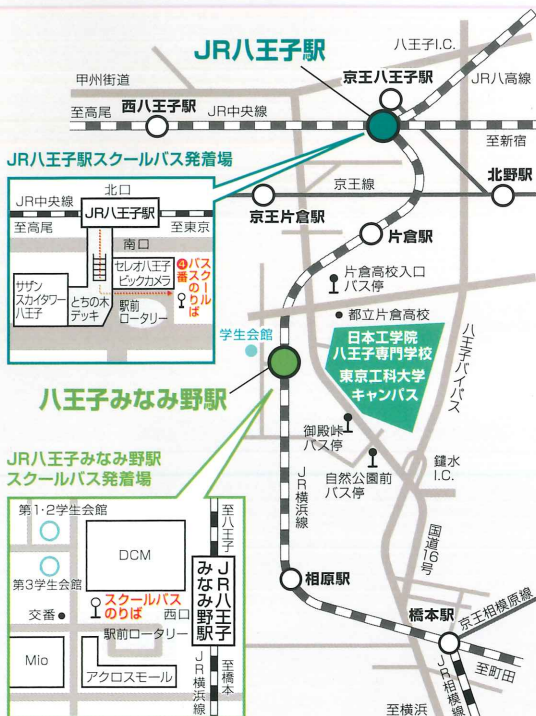 八王子I.C.
JR八王子駅
京王八王子駅
JR八高線
甲州街道
西八王子駅
JR中央線
至高尾
至新宿
JR八王子駅スクールバス発着場
北口
JR中央線
JR八王子駅
至高尾
至東京
南口
セレオ八王子
ビックカメラ
❹番
スクール
バスのりば
サザン
スカイタワー
八王子
とちの木
デッキ
駅前
ロータリー
京王線
北野駅
京王片倉駅
片倉駅
片倉高校入口
バス停
都立片倉高校
学生会館
日本工学院
八王子専門学校
東京工科大学
キャンパス
八王子バイパス
八王子みなみ野駅
御殿峠
バス停
自然公園前
バス停
鑓水
I.C.
JR横浜線
国道16号
JR八王子みなみ野駅
スクールバス発着場
第1・2学生会館
DCM
至八王子
第3学生会館
スクールバス
のりば
西口
JR八王子
みなみ野駅
交番
駅前ロータリー
Mio
アクロスモール
JR横浜線
至橋本
相原駅
橋本駅
京王相模原線
至町田
JR相模線
至横浜